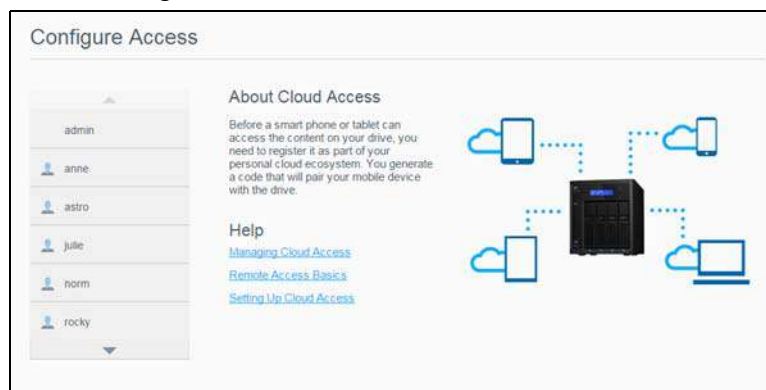 Configure Access
admin
anne
astro
julie
norm
rocky
About Cloud Access
Before a smart phone or tablet can
access the content on your drive, you
need to register it as part of your
personal cloud ecosystem. You generate
a code that will pair your mobile device
with the drive.
Help
Managing Cloud Access
Remote Access Basics
Setting Up Cloud Access